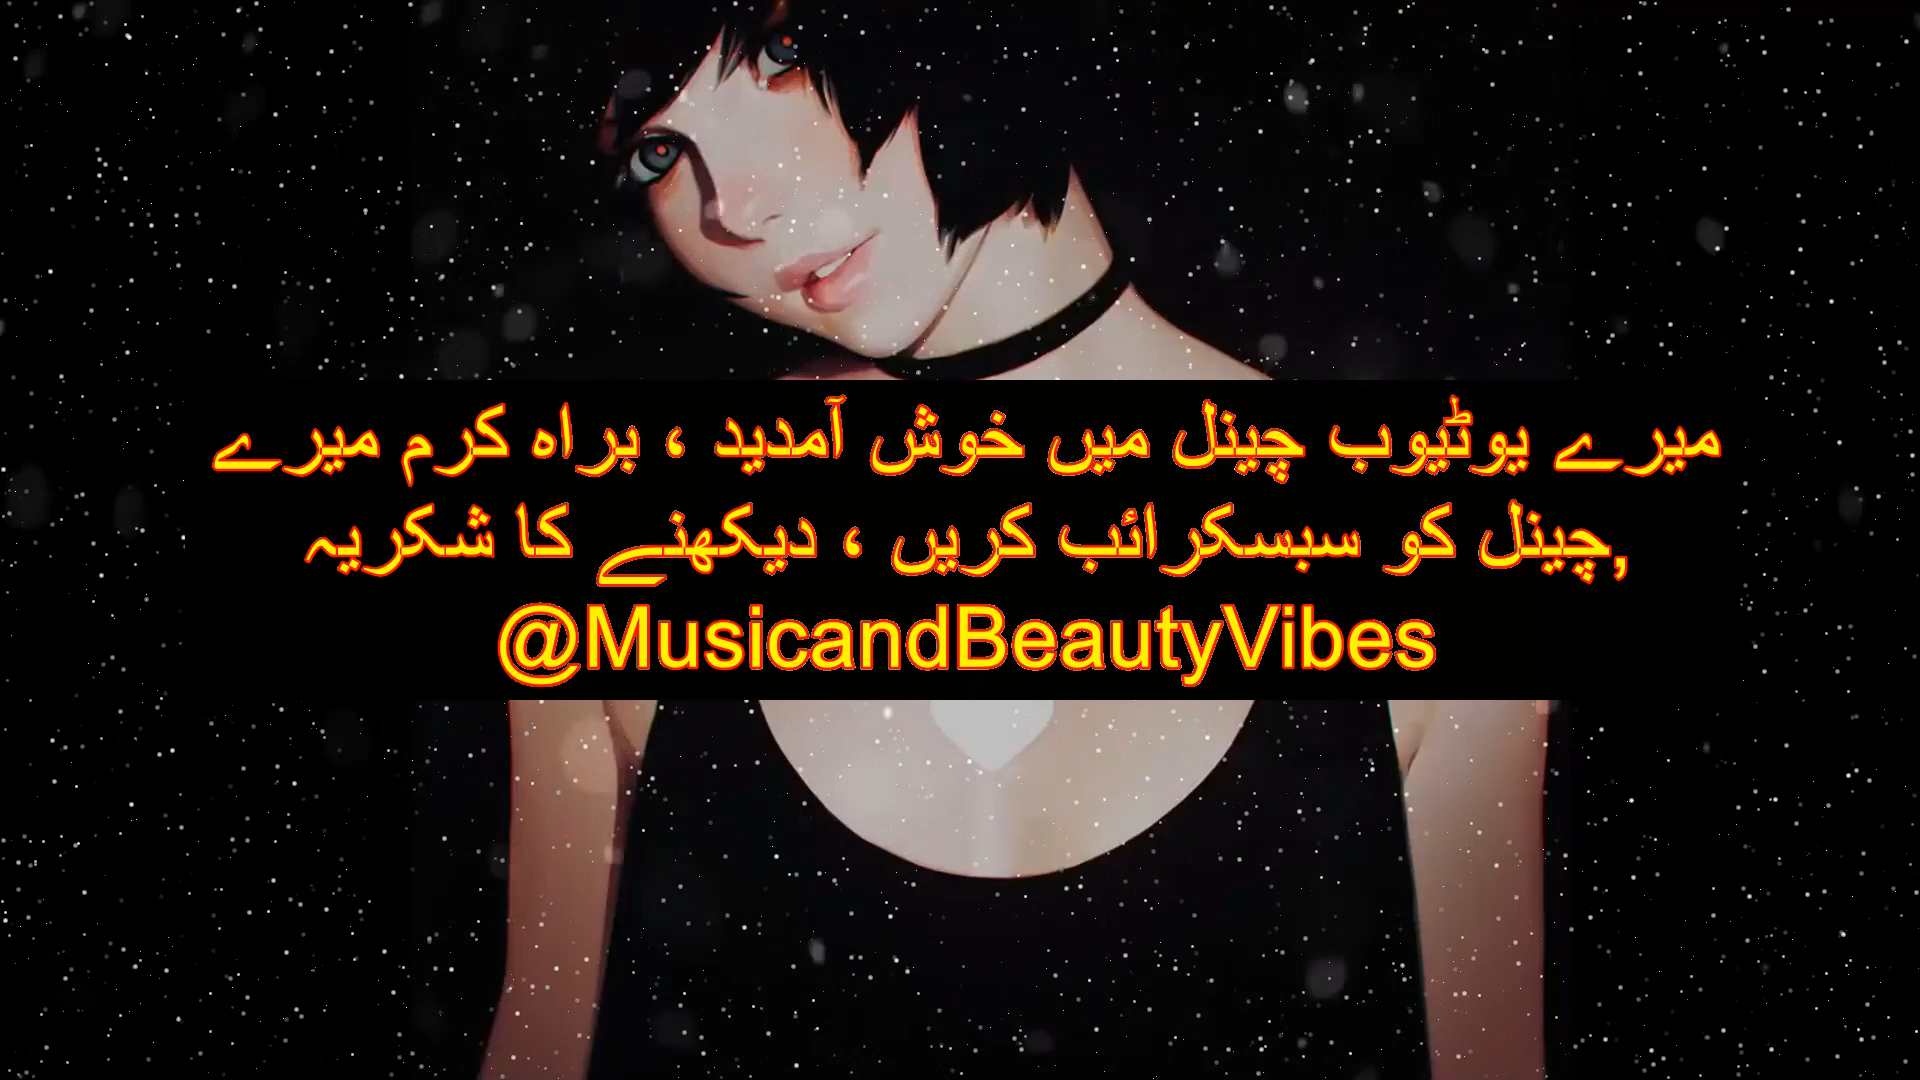 میرے یوٹیوب چینل میں خوش آمدید ، براہ کرم میرے
چینل کو سبسکرائب کریں ، دیکھنے کا شکریہ,
@MusicandBeautyVibes